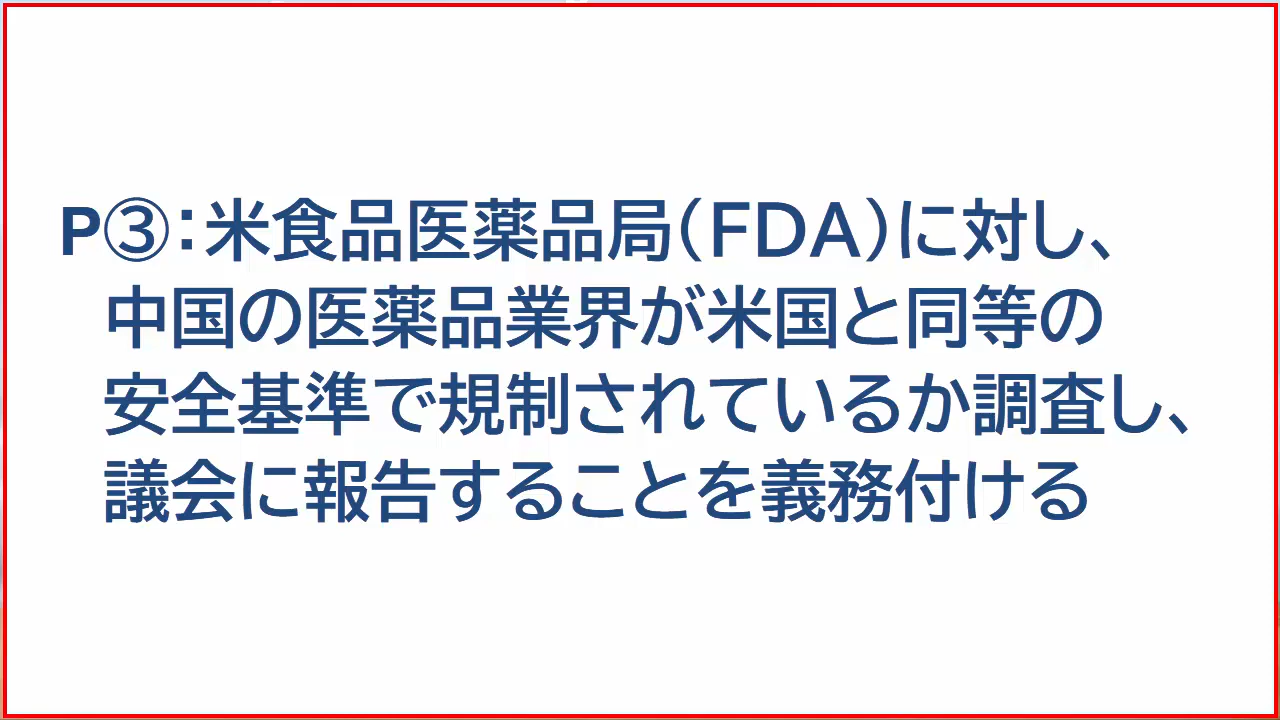 P③：米食品医薬品局（FDA）に対し、
中国の医薬品業界が米国と同等の
安全基準で規制されているか調査し、
議会に報告することを義務付ける